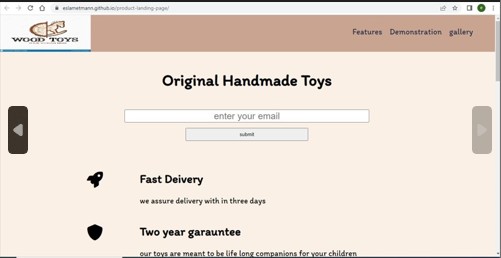 eslametmann.github.io/product-landing-page/
WOOD TOYS
Features Demonstration gallery
Original Handmade Toys
enter your email
submit
Fast Deivery
we assure delivery with in three days
Two year garauntee
our toys are meant to be life long companions for your children